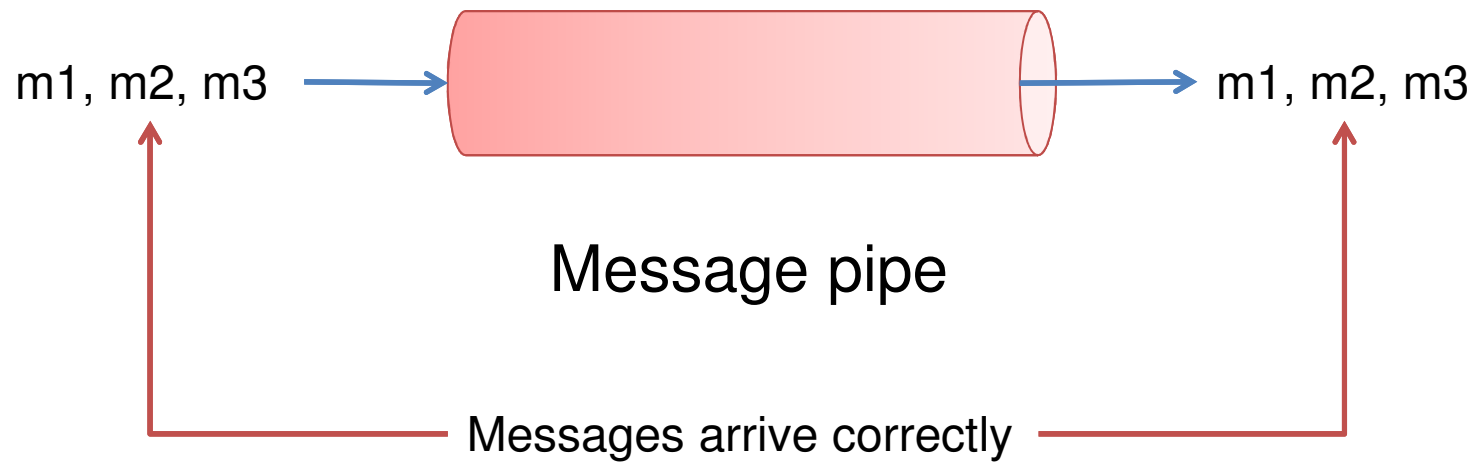 m1, m2, m3
m1, m2, m3
Message pipe
Messages arrive correctly